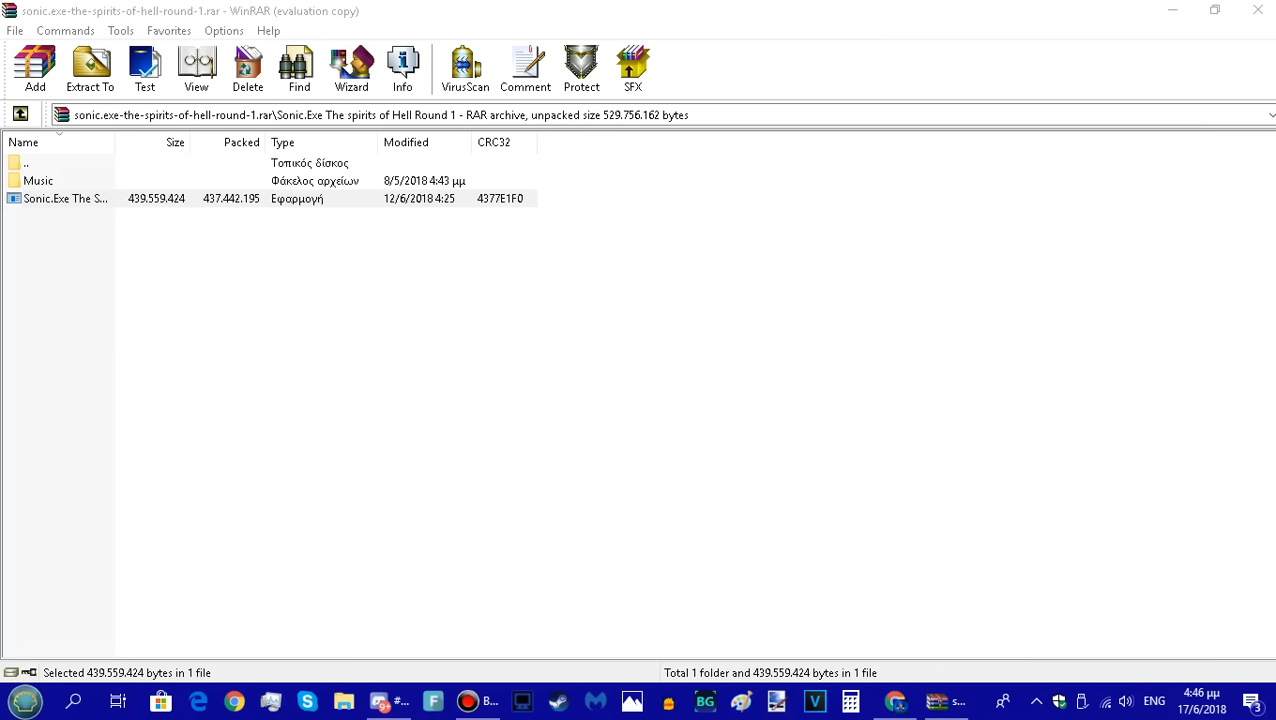 sonic.exe-the-spirits-of-hell-round-1.rar - WinRAR (evaluation copy)
File Commands Tools Favorites Options Help
Add Extract To Test View Delete Find Wizard Info VirusScan Comment Protect SFX
sonic.exe-the-spirits-of-hell-round-1.rar\Sonic.Exe The spirits of Hell Round 1 - RAR archive, unpacked size 529.756.162 bytes
Name Size Packed Type Modified CRC32
.. Τοπικός δίσκος
Music Φάκελος αρχείων 8/5/2018 4:43 μμ
Sonic.Exe The S... 439.559.424 437.442.195 Εφαρμογή 12/6/2018 4:25 4377E1F0
Selected 439.559.424 bytes in 1 file Total 1 folder and 439.559.424 bytes in 1 file
#... F B... BG V s... ΕΝΓ 4:46 μμ
17/6/2018 3